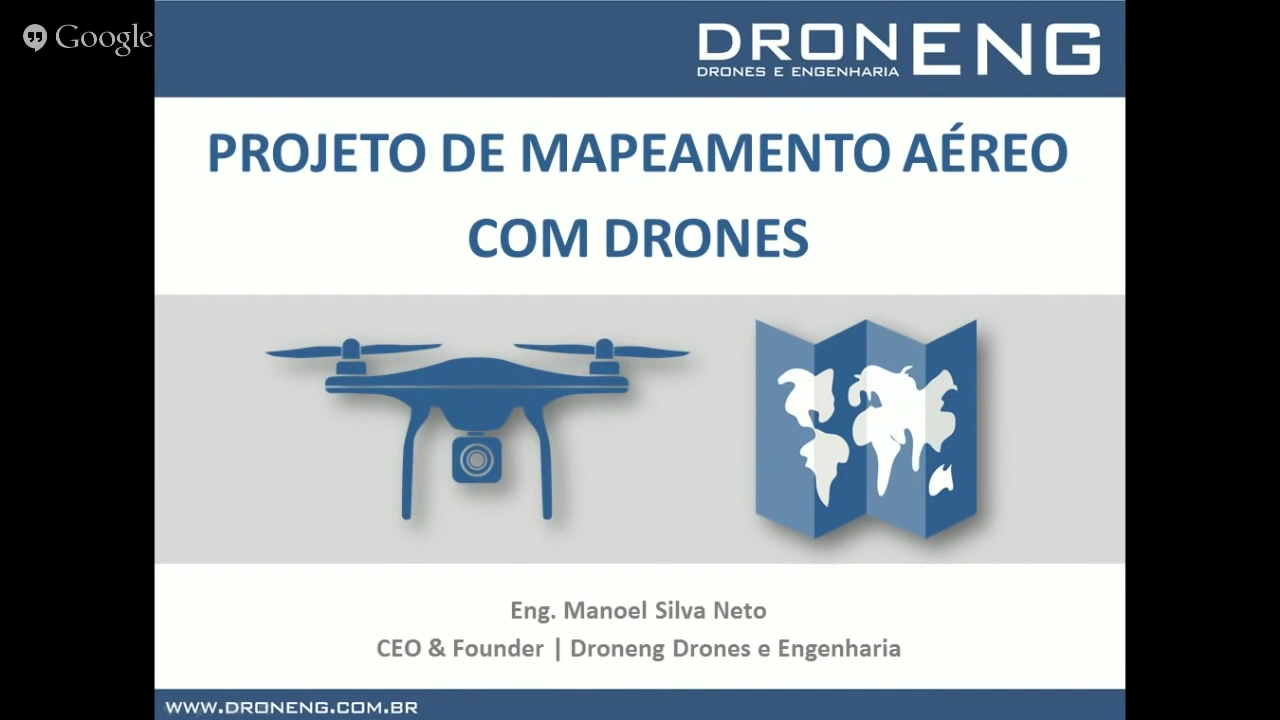 Google
DRONENG
DRONES E ENGENHARIA
PROJETO DE MAPEAMENTO AÉREO
COM DRONES
Eng. Manoel Silva Neto
CEO & Founder | Droneng Drones e Engenharia
WWW.DRONENG.COM.BR